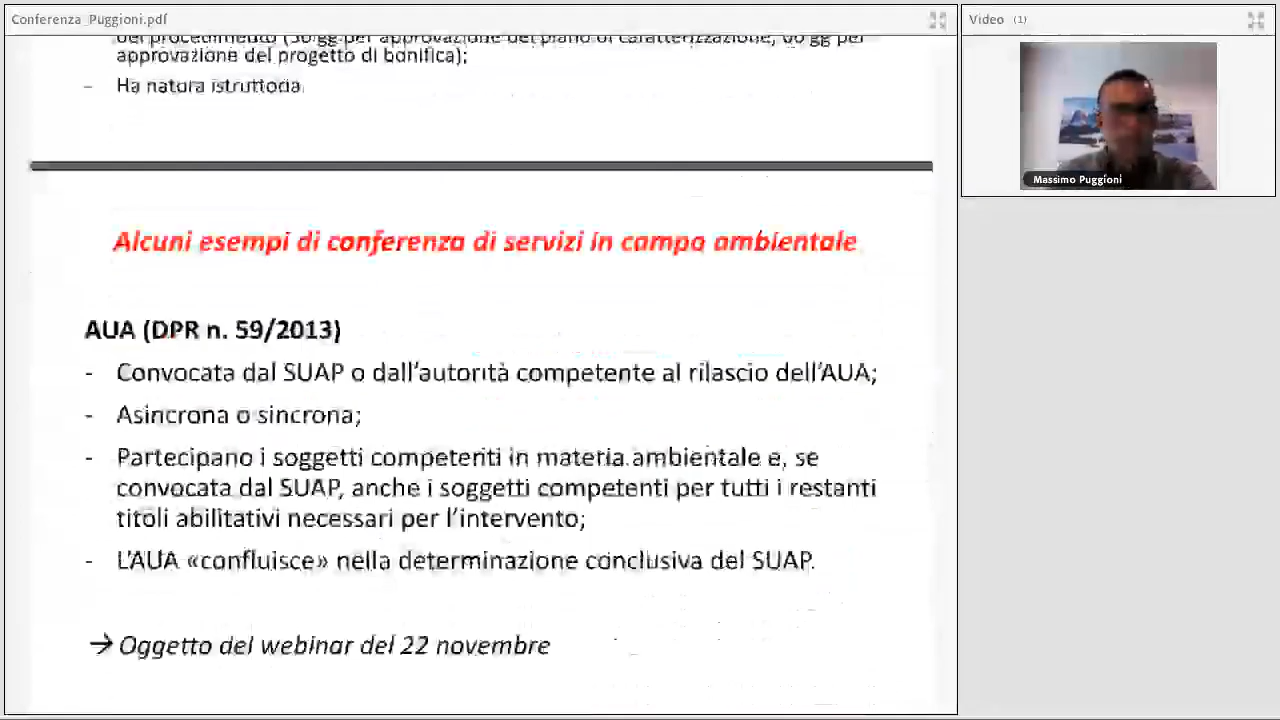 Conferenza_Puggioni.pdf
Video (1)
del procedimento (30 gg per approvazione del piano di caratterizzazione, 60 gg per
approvazione del progetto di bonifica);
- Ha natura istruttoria.
Massimo Puggioni
Alcuni esempi di conferenza di servizi in campo ambientale
AUA (DPR n. 59/2013)
- Convocata dal SUAP o dall'autorità competente al rilascio dell'AUA;
- Asincrona o sincrona;
- Partecipano i soggetti competenti in materia ambientale e, se
convocata dal SUAP, anche i soggetti competenti per tutti i restanti
titoli abilitativi necessari per l'intervento;
- L'AUA «confluisce» nella determinazione conclusiva del SUAP.
→ Oggetto del webinar del 22 novembre